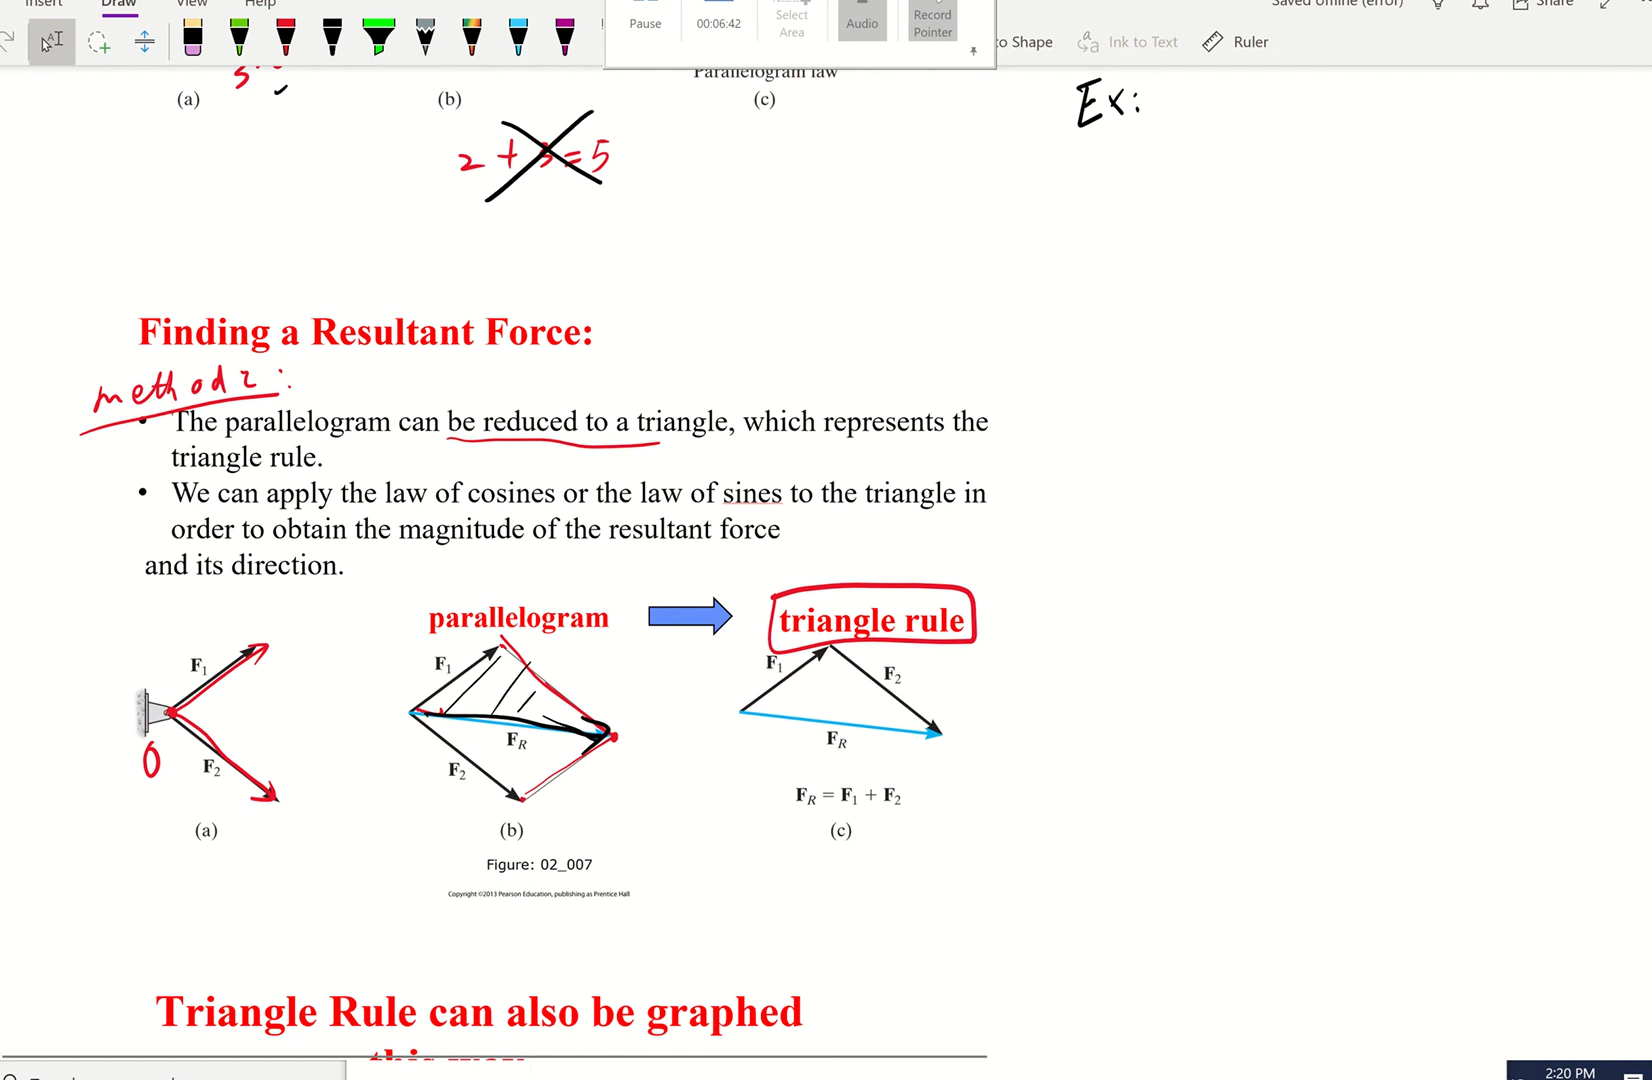 Insert Draw View Help
Pause 00:06:42 Select Area Audio Record Pointer
to Shape Ink to Text Ruler
Saved offline (error) Share
Parallelogram law
(a) (b) (c)
Ex:
2 + 3 = 5
Finding a Resultant Force:
method 2:
• The parallelogram can be reduced to a triangle, which represents the
triangle rule.
• We can apply the law of cosines or the law of sines to the triangle in
order to obtain the magnitude of the resultant force
and its direction.
parallelogram triangle rule
F1 F1 F1
F2
FR FR
0 F2 F2
FR = F1 + F2
(a) (b) (c)
Figure: 02_007
Copyright ©2013 Pearson Education, publishing as Prentice Hall
Triangle Rule can also be graphed
this way
2:20 PM